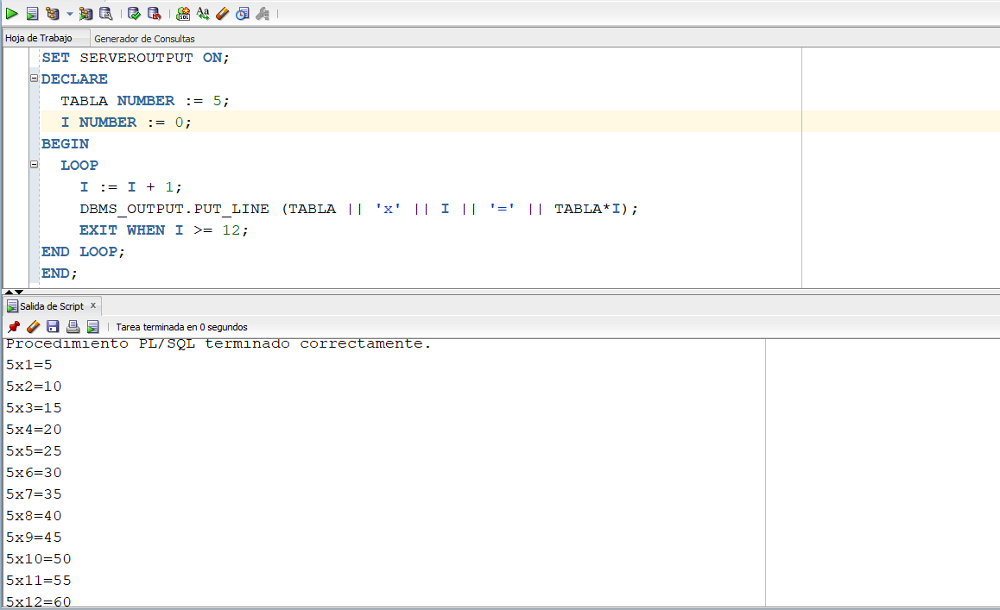 Hoja de Trabajo Generador de Consultas
SET SERVEROUTPUT ON;
DECLARE
TABLA NUMBER := 5;
I NUMBER := 0;
BEGIN
LOOP
I := I + 1;
DBMS_OUTPUT.PUT_LINE (TABLA || 'x' || I || '=' || TABLA*I);
EXIT WHEN I >= 12;
END LOOP;
END;
Salida de Script x
Tarea terminada en 0 segundos
Procedimiento PL/SQL terminado correctamente.
5x1=5
5x2=10
5x3=15
5x4=20
5x5=25
5x6=30
5x7=35
5x8=40
5x9=45
5x10=50
5x11=55
5x12=60